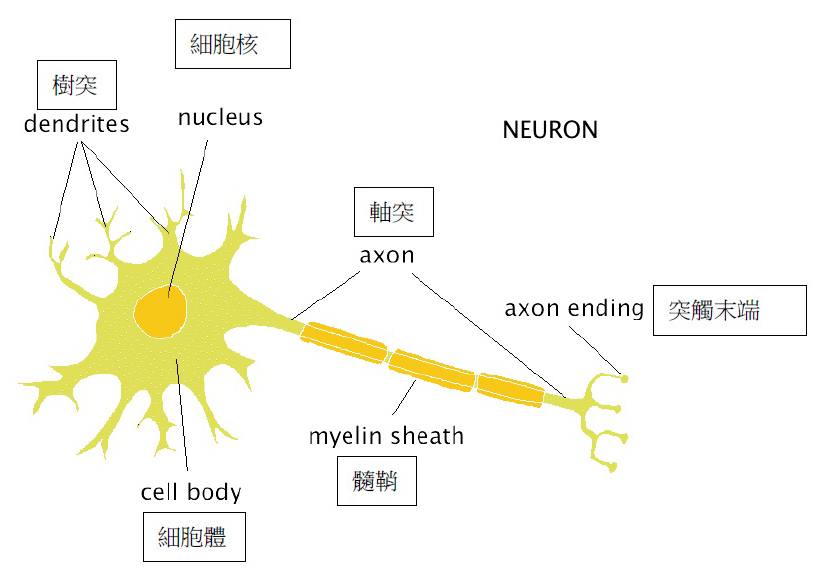 細胞核
樹突
dendrites
nucleus
NEURON
軸突
axon
axon ending
突觸末端
myelin sheath
髓鞘
cell body
細胞體